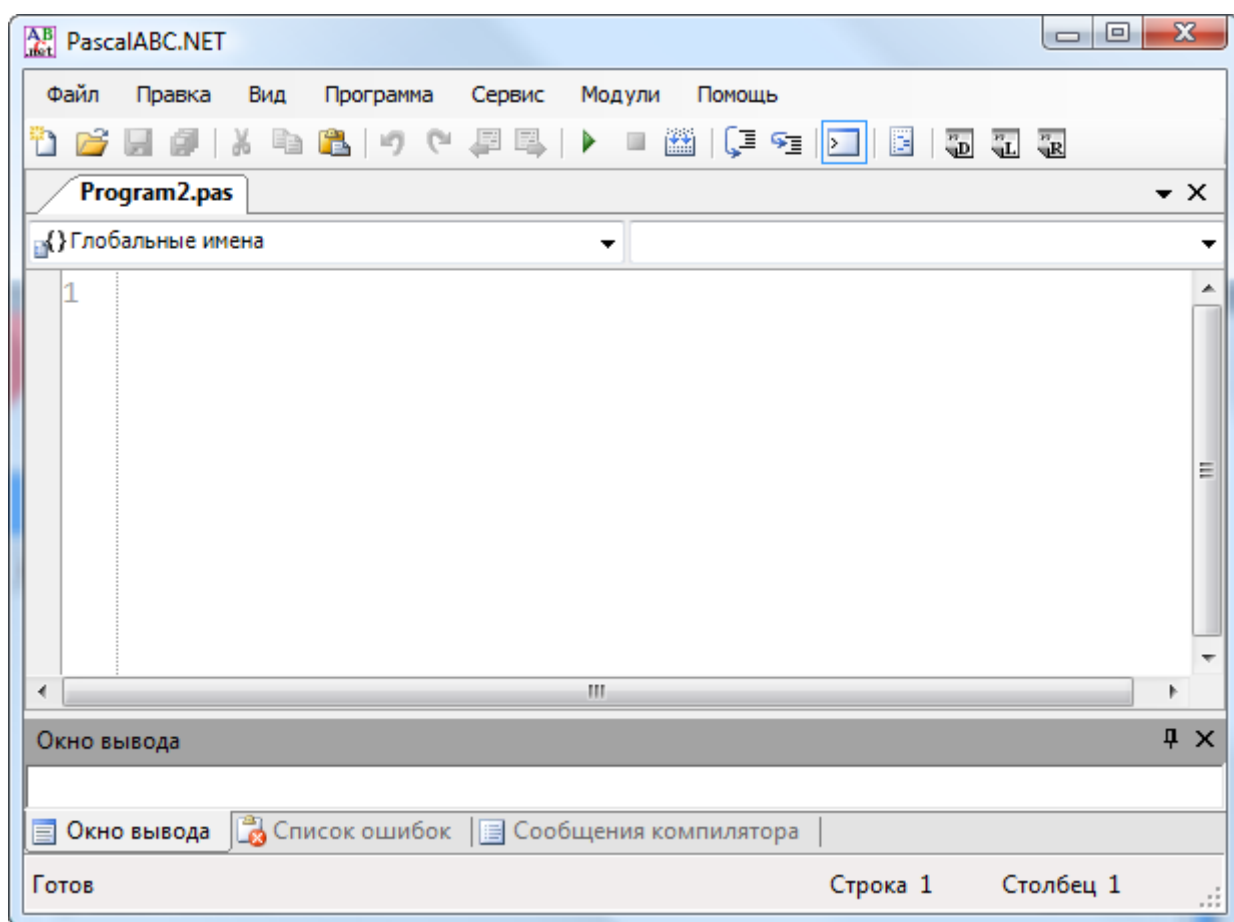 PascalABC.NET
Файл Правка Вид Программа Сервис Модули Помощь
Program2.pas
{} Глобальные имена
1
Окно вывода
Окно вывода Список ошибок Сообщения компилятора
Готов Строка 1 Столбец 1